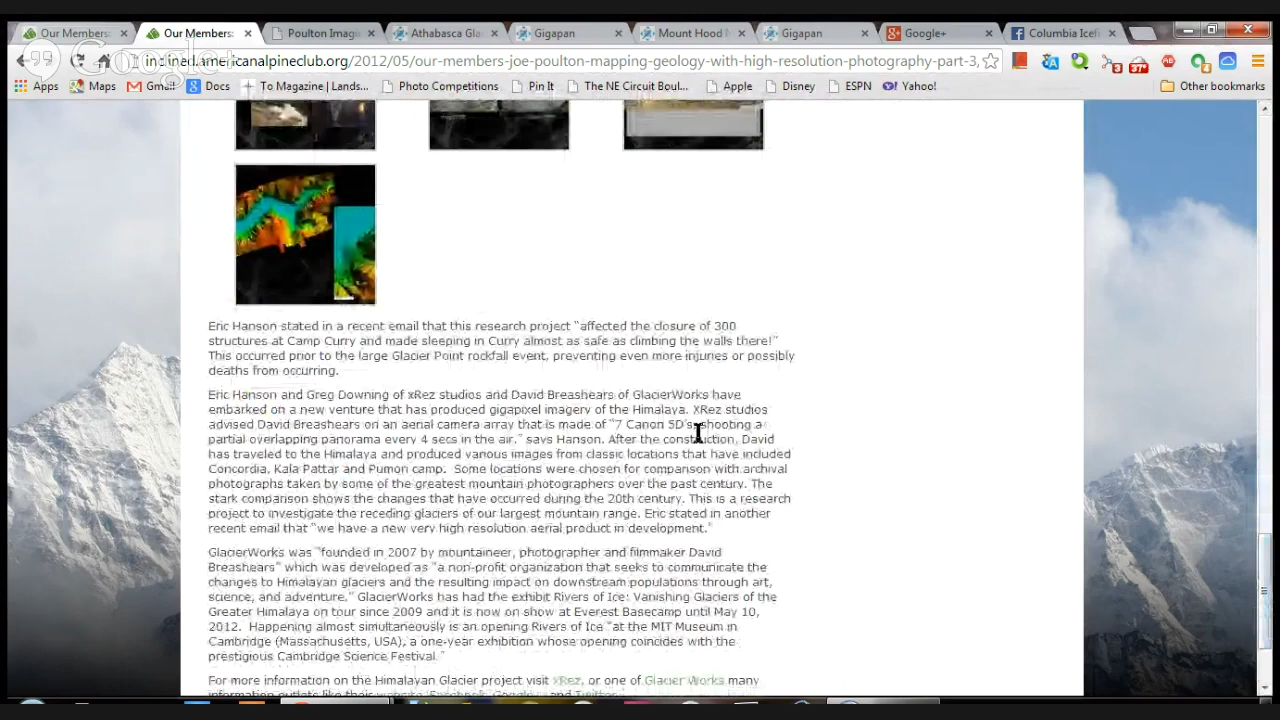 Our Members:
Our Members:
Poulton Imagi
Athabasca Gla
Gigapan
Mount Hood
Gigapan
Google+
Columbia Icefi
Google+
inclined.americanalpineclub.org/2012/05/our-members-joe-poulton-mapping-geology-with-high-resolution-photography-part-3,
3
37
4
Apps
Maps
Gmail
Docs
To Magazine | Lands...
Photo Competitions
Pin It
The NE Circuit Boul...
Apple
Disney
ESPN
Yahoo!
Other bookmarks
Eric Hanson stated in a recent email that this research project “affected the closure of 300
structures at Camp Curry and made sleeping in Curry almost as safe as climbing the walls there!”
This occurred prior to the large Glacier Point rockfall event, preventing even more injuries or possibly
deaths from occurring.
Eric Hanson and Greg Downing of xRez studios and David Breashears of GlacierWorks have
embarked on a new venture that has produced gigapixel imagery of the Himalaya. XRez studios
advised David Breashears on an aerial camera array that is made of “7 Canon 5D's, shooting a
partial overlapping panorama every 4 secs in the air.” says Hanson. After the construction, David
has traveled to the Himalaya and produced various images from classic locations that have included
Concordia, Kala Pattar and Pumori camp. Some locations were chosen for comparison with archival
photographs taken by some of the greatest mountain photographers over the past century. The
stark comparison shows the changes that have occurred during the 20th century. This is a research
project to investigate the receding glaciers of our largest mountain range. Eric stated in another
recent email that “we have a new very high resolution aerial product in development.”
GlacierWorks was “founded in 2007 by mountaineer, photographer and filmmaker David
Breashears” which was developed as “a non-profit organization that seeks to communicate the
changes to Himalayan glaciers and the resulting impact on downstream populations through art,
science, and adventure.” GlacierWorks has had the exhibit Rivers of Ice: Vanishing Glaciers of the
Greater Himalaya on tour since 2009 and it is now on show at Everest Basecamp until May 10,
2012. Happening almost simultaneously is an opening Rivers of Ice “at the MIT Museum in
Cambridge (Massachusetts, USA), a one-year exhibition whose opening coincides with the
prestigious Cambridge Science Festival.”
For more information on the Himalayan Glacier project visit xRez, or one of Glacier Works many
information outlets like their website, Facebook, Google+ and Twitter.